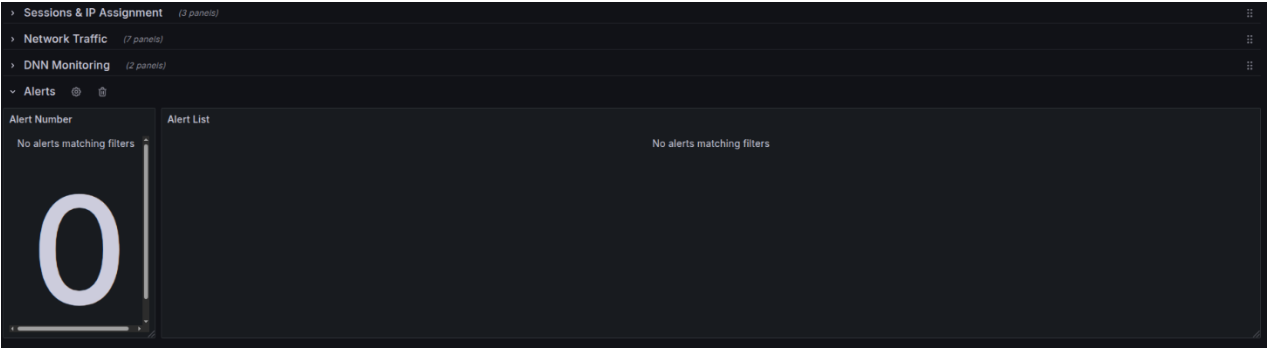 Sessions & IP Assignment (3 panels)
Network Traffic (7 panels)
DNN Monitoring (2 panels)
Alerts
Alert Number
No alerts matching filters
0
Alert List
No alerts matching filters